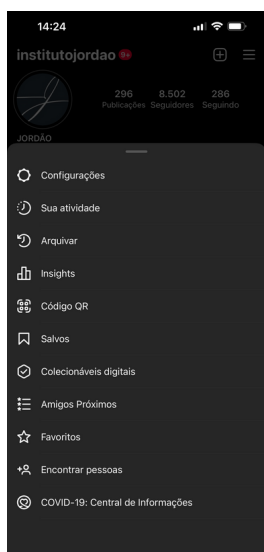 14:24
institutojordao 9+
296 8.502 286
Publicações Seguidores Seguindo
JORDÃO
Configurações
Sua atividade
Arquivar
Insights
Código QR
Salvos
Colecionáveis digitais
Amigos Próximos
Favoritos
Encontrar pessoas
COVID-19: Central de Informações